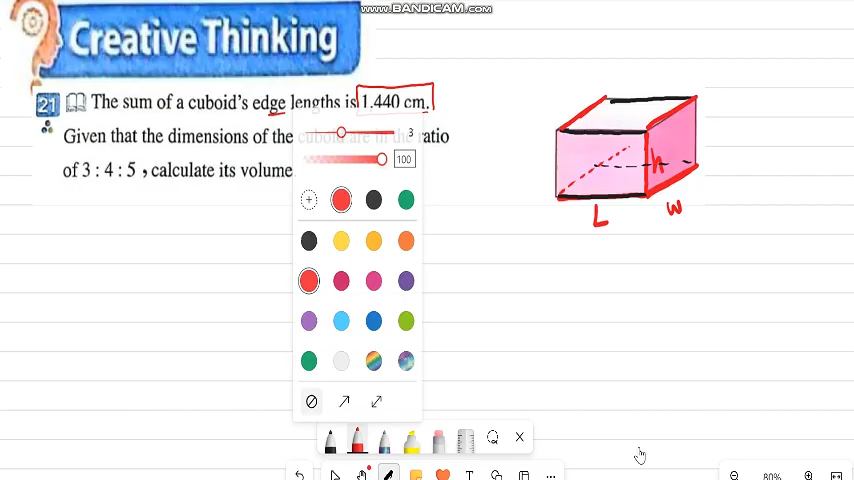 www.BANDICAM.COM
Creative Thinking
21 The sum of a cuboid's edge lengths is 1.440 cm.
Given that the dimensions of the cuboid are in the ratio
of 3 : 4 : 5 , calculate its volume
3
100
h
L
w
T
80%